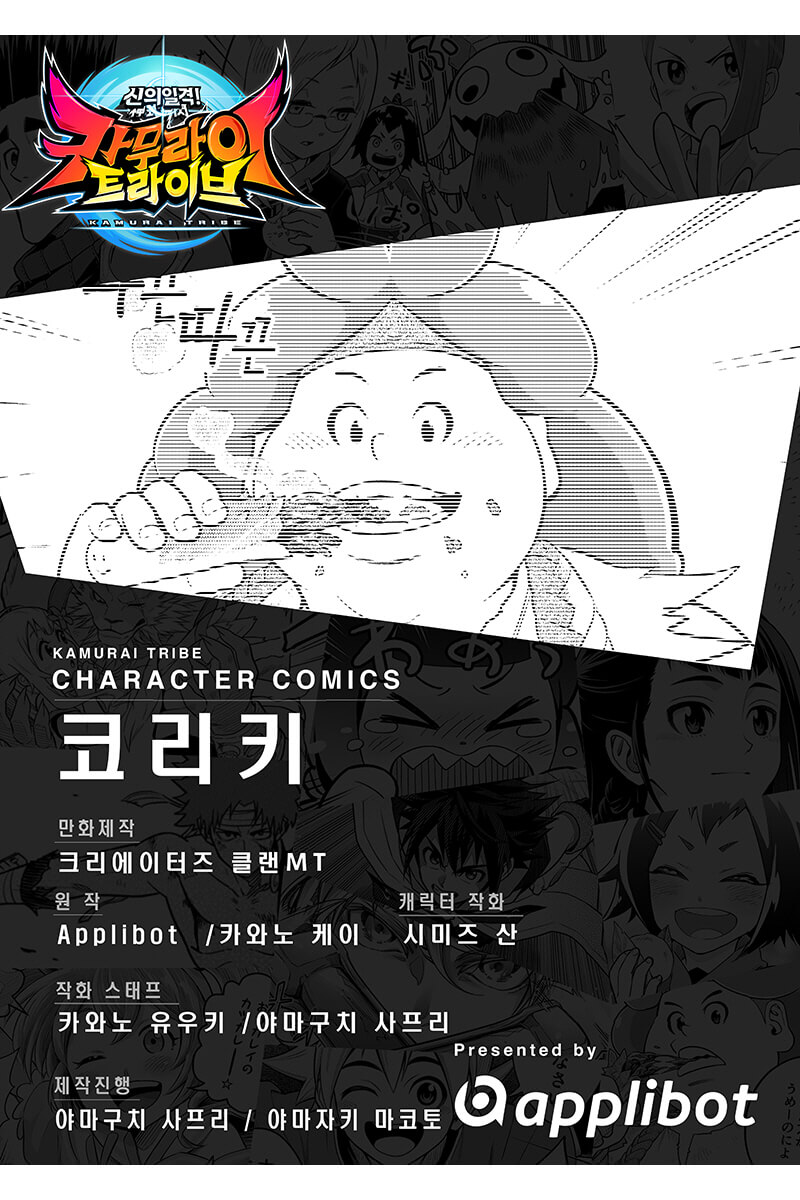 신의일격!
카무라이
트라이브
KAMURAI TRIBE
따끈
KAMURAI TRIBE
CHARACTER COMICS
코리키
만화제작
크리에이터즈 클랜MT
원 작
Applibot /카와노 케이
캐릭터 작화
시미즈 산
작화 스태프
카와노 유우키 /야마구치 사프리
제작진행
야마구치 사프리 / 야마자키 마코토
Presented by
applibot